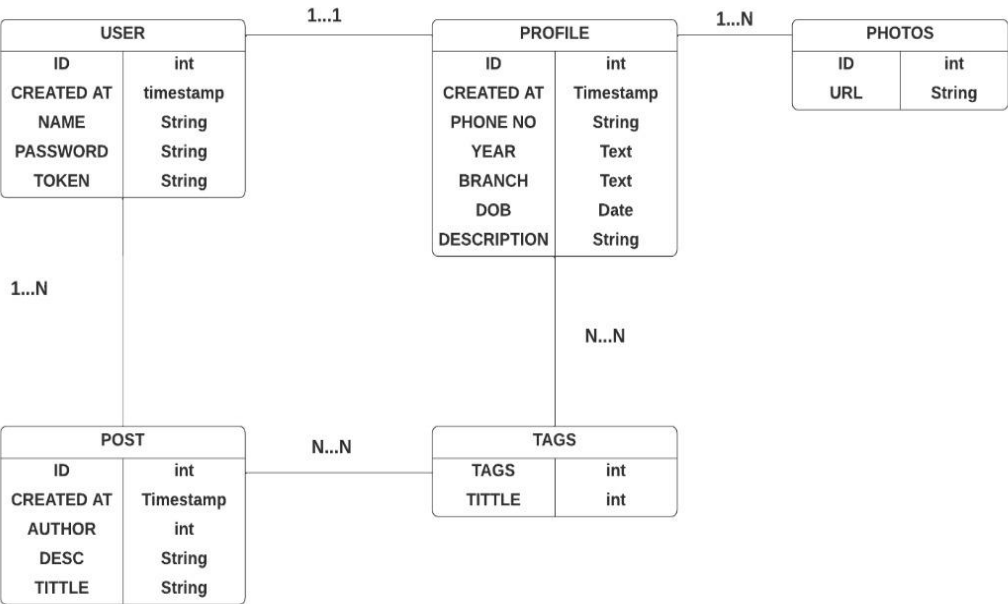 1...1
1...N
USER
ID int
CREATED AT timestamp
NAME String
PASSWORD String
TOKEN String
PROFILE
ID int
CREATED AT Timestamp
PHONE NO String
YEAR Text
BRANCH Text
DOB Date
DESCRIPTION String
PHOTOS
ID int
URL String
1...N
N...N
POST
ID int
CREATED AT Timestamp
AUTHOR int
DESC String
TITTLE String
N...N
TAGS
TAGS int
TITTLE int